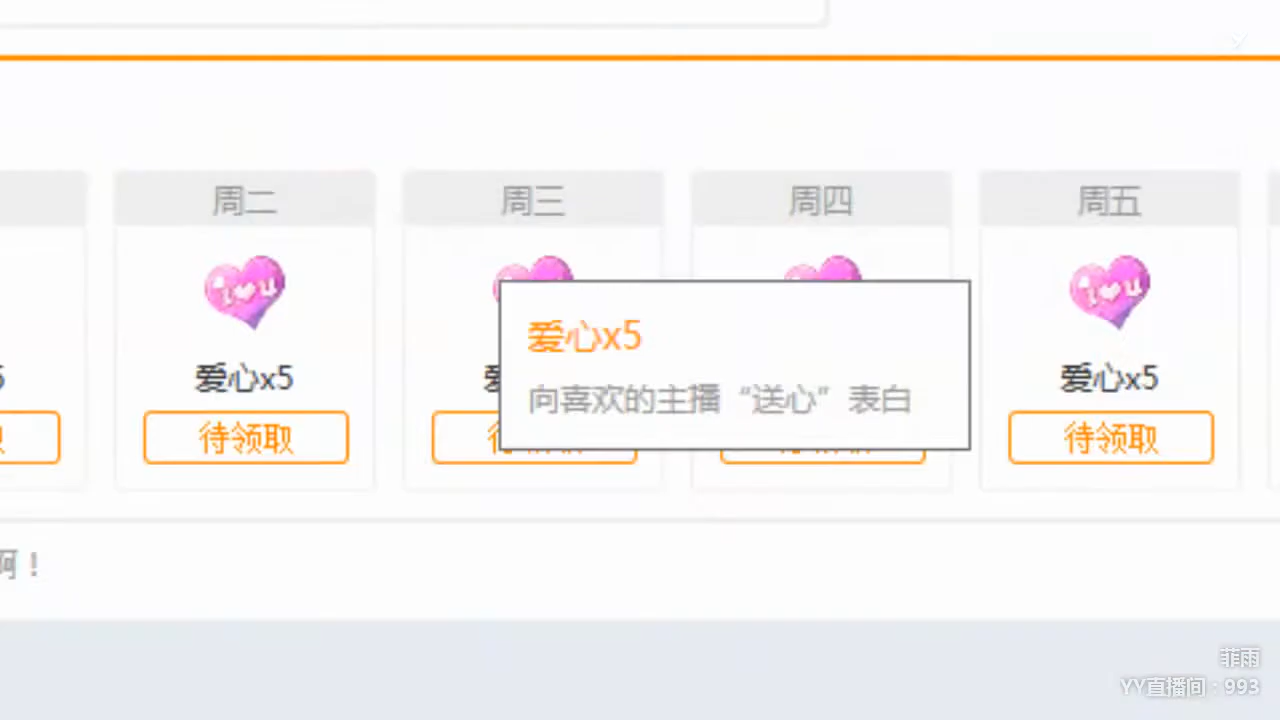 周二
周三
周四
周五
i♥u
i♥u
爱心x5
向喜欢的主播“送心”表白
爱心x5
爱心x5
待领取
待领取
啊！
菲雨
YY直播间：993